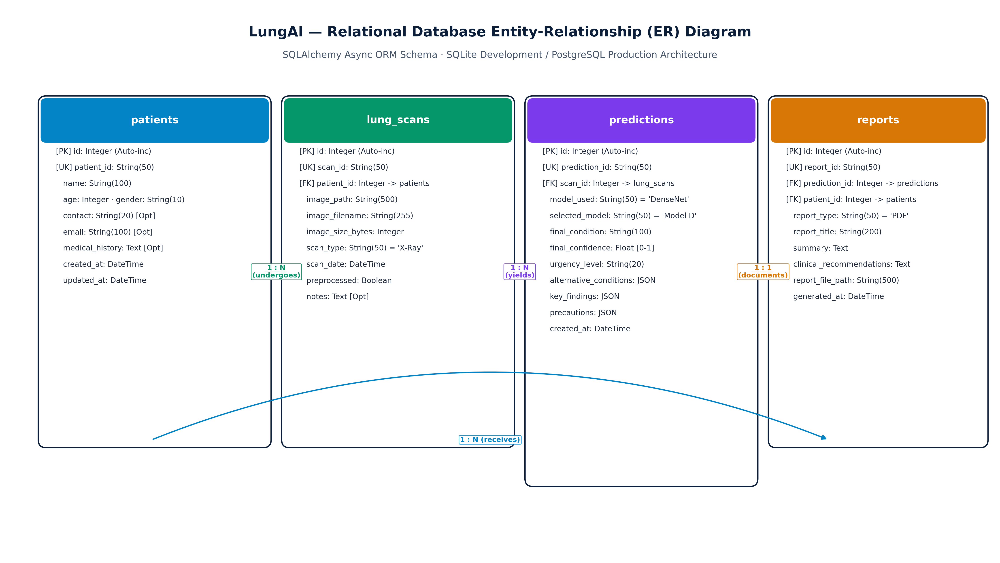 LungAI — Relational Database Entity-Relationship (ER) Diagram
SQLAlchemy Async ORM Schema · SQLite Development / PostgreSQL Production Architecture
patients
[PK] id: Integer (Auto-inc)
[UK] patient_id: String(50)
name: String(100)
age: Integer · gender: String(10)
contact: String(20) [Opt]
email: String(100) [Opt]
medical_history: Text [Opt]
created_at: DateTime
updated_at: DateTime
1 : N
(undergoes)
lung_scans
[PK] id: Integer (Auto-inc)
[UK] scan_id: String(50)
[FK] patient_id: Integer -> patients
image_path: String(500)
image_filename: String(255)
image_size_bytes: Integer
scan_type: String(50) = 'X-Ray'
scan_date: DateTime
preprocessed: Boolean
notes: Text [Opt]
1 : N
(yields)
predictions
[PK] id: Integer (Auto-inc)
[UK] prediction_id: String(50)
[FK] scan_id: Integer -> lung_scans
model_used: String(50) = 'DenseNet'
selected_model: String(50) = 'Model D'
final_condition: String(100)
final_confidence: Float [0-1]
urgency_level: String(20)
alternative_conditions: JSON
key_findings: JSON
precautions: JSON
created_at: DateTime
1 : 1
(documents)
reports
[PK] id: Integer (Auto-inc)
[UK] report_id: String(50)
[FK] prediction_id: Integer -> predictions
[FK] patient_id: Integer -> patients
report_type: String(50) = 'PDF'
report_title: String(200)
summary: Text
clinical_recommendations: Text
report_file_path: String(500)
generated_at: DateTime
1 : N (receives)